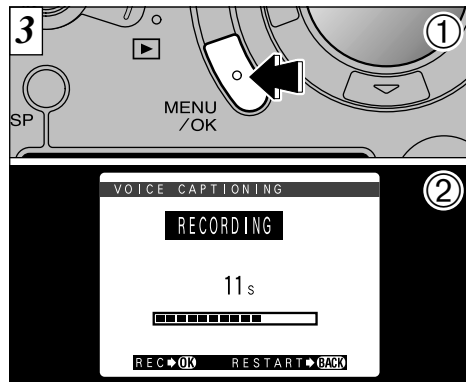 3
①
SP
MENU
/OK
②
VOICE CAPTIONING
RECORDING
11s
REC➡OK RESTART➡BACK